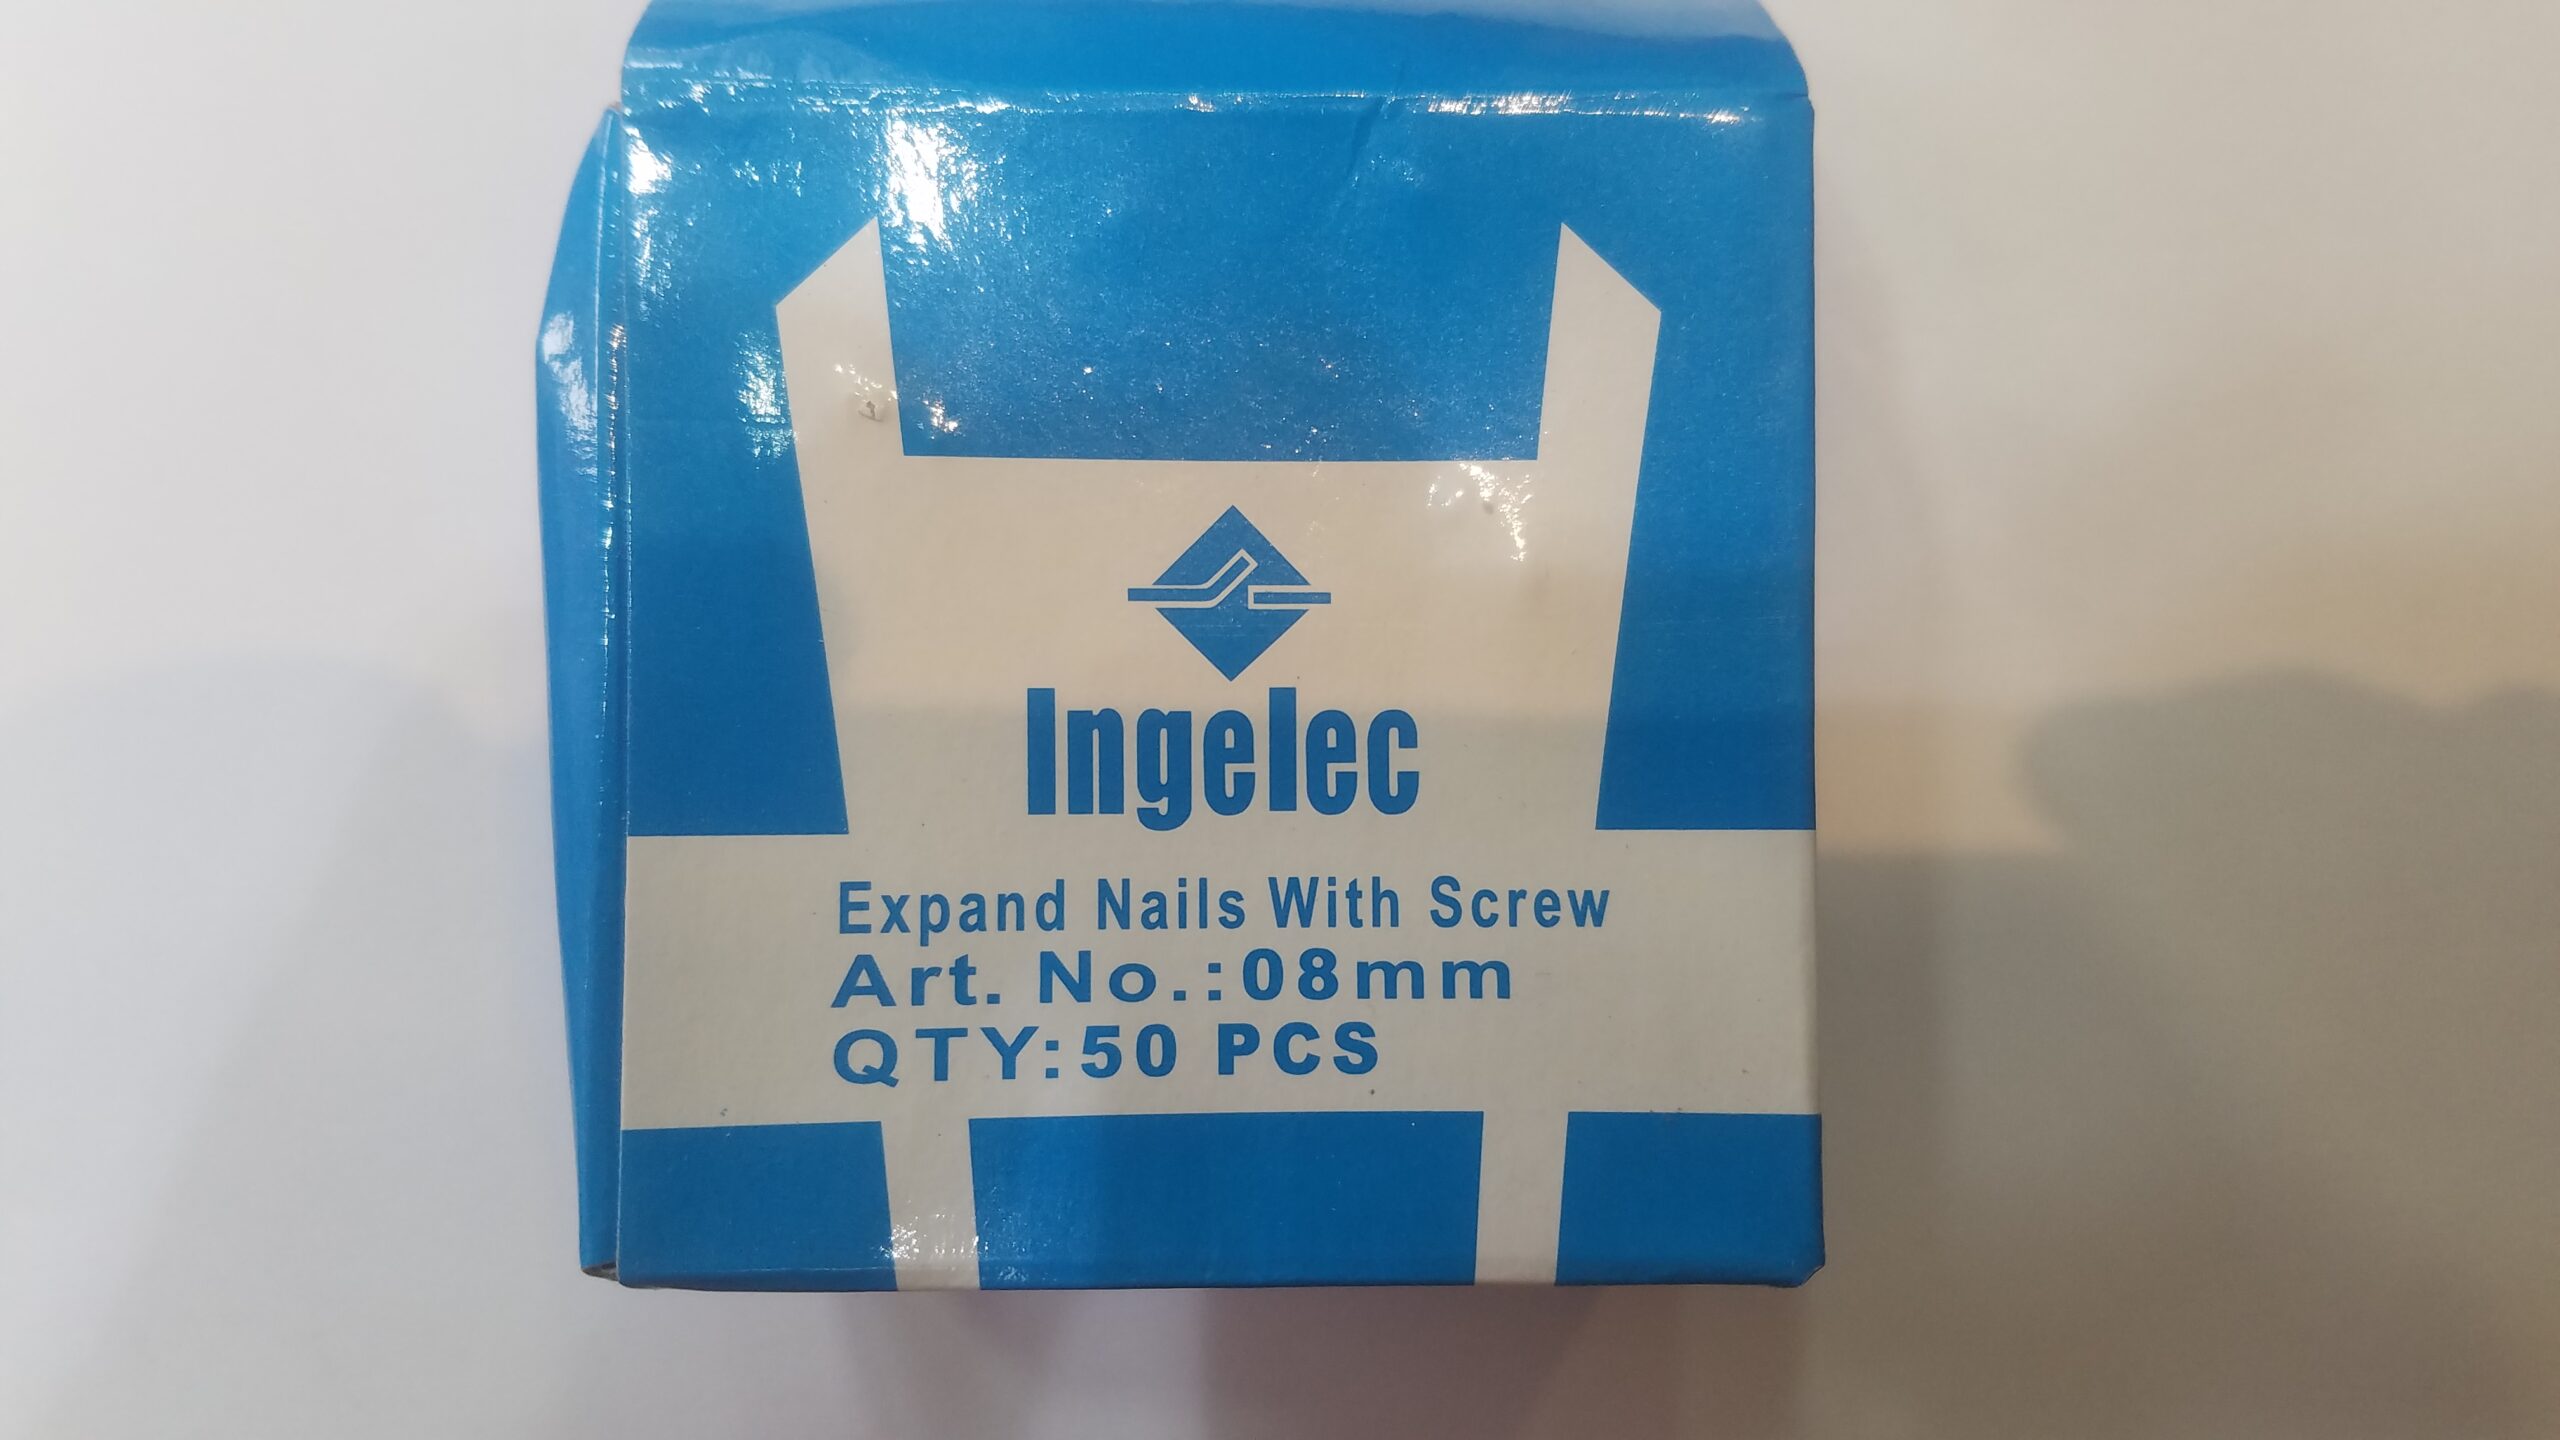 Ingelec
Expand Nails With Screw
Art. No.:08mm
QTY:50 PCS